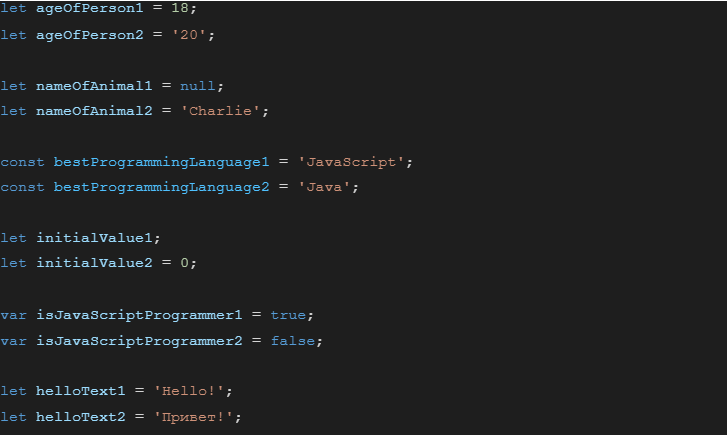 let ageOfPerson1 = 18;
let ageOfPerson2 = '20';
let nameOfAnimal1 = null;
let nameOfAnimal2 = 'Charlie';
const bestProgrammingLanguage1 = 'JavaScript';
const bestProgrammingLanguage2 = 'Java';
let initialValue1;
let initialValue2 = 0;
var isJavaScriptProgrammer1 = true;
var isJavaScriptProgrammer2 = false;
let helloText1 = 'Hello!';
let helloText2 = 'Привет!';